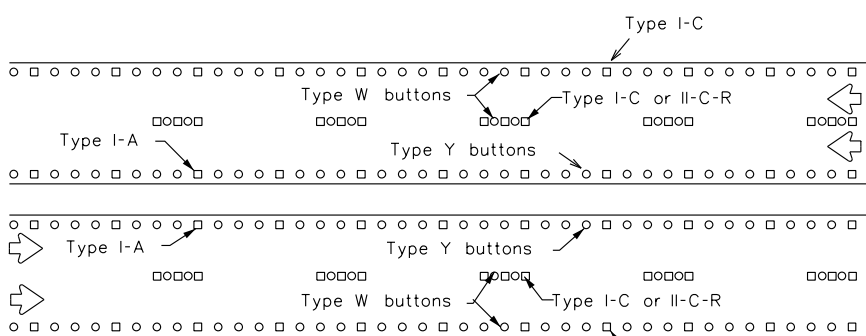 Type I-C
Type W buttons
Type I-C or II-C-R
Type I-A
Type Y buttons
Type I-A
Type Y buttons
Type W buttons
Type I-C or II-C-R